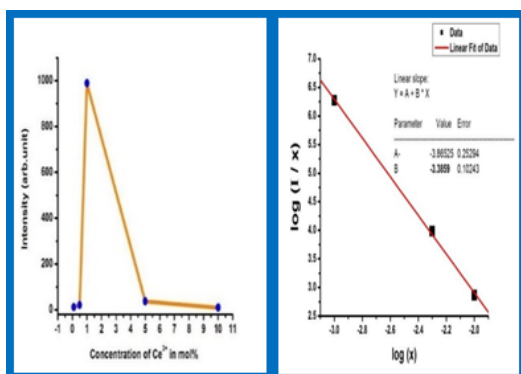 Intensity (arb.unit)
1000
800
600
400
200
0
-1 0 1 2 3 4 5 6 7 8 9 10 11
Concentration of Ce³⁺ in mol%
Data
Linear Fit of Data
log (I / x)
7.0
6.5
6.0
5.5
5.0
4.5
4.0
3.5
3.0
2.5
Linear slope:
Y = A + B * X
Parameter Value Error
A- -3.86525 0.25294
B -3.3859 0.10243
-3.0 -2.8 -2.6 -2.4 -2.2 -2.0
log (x)